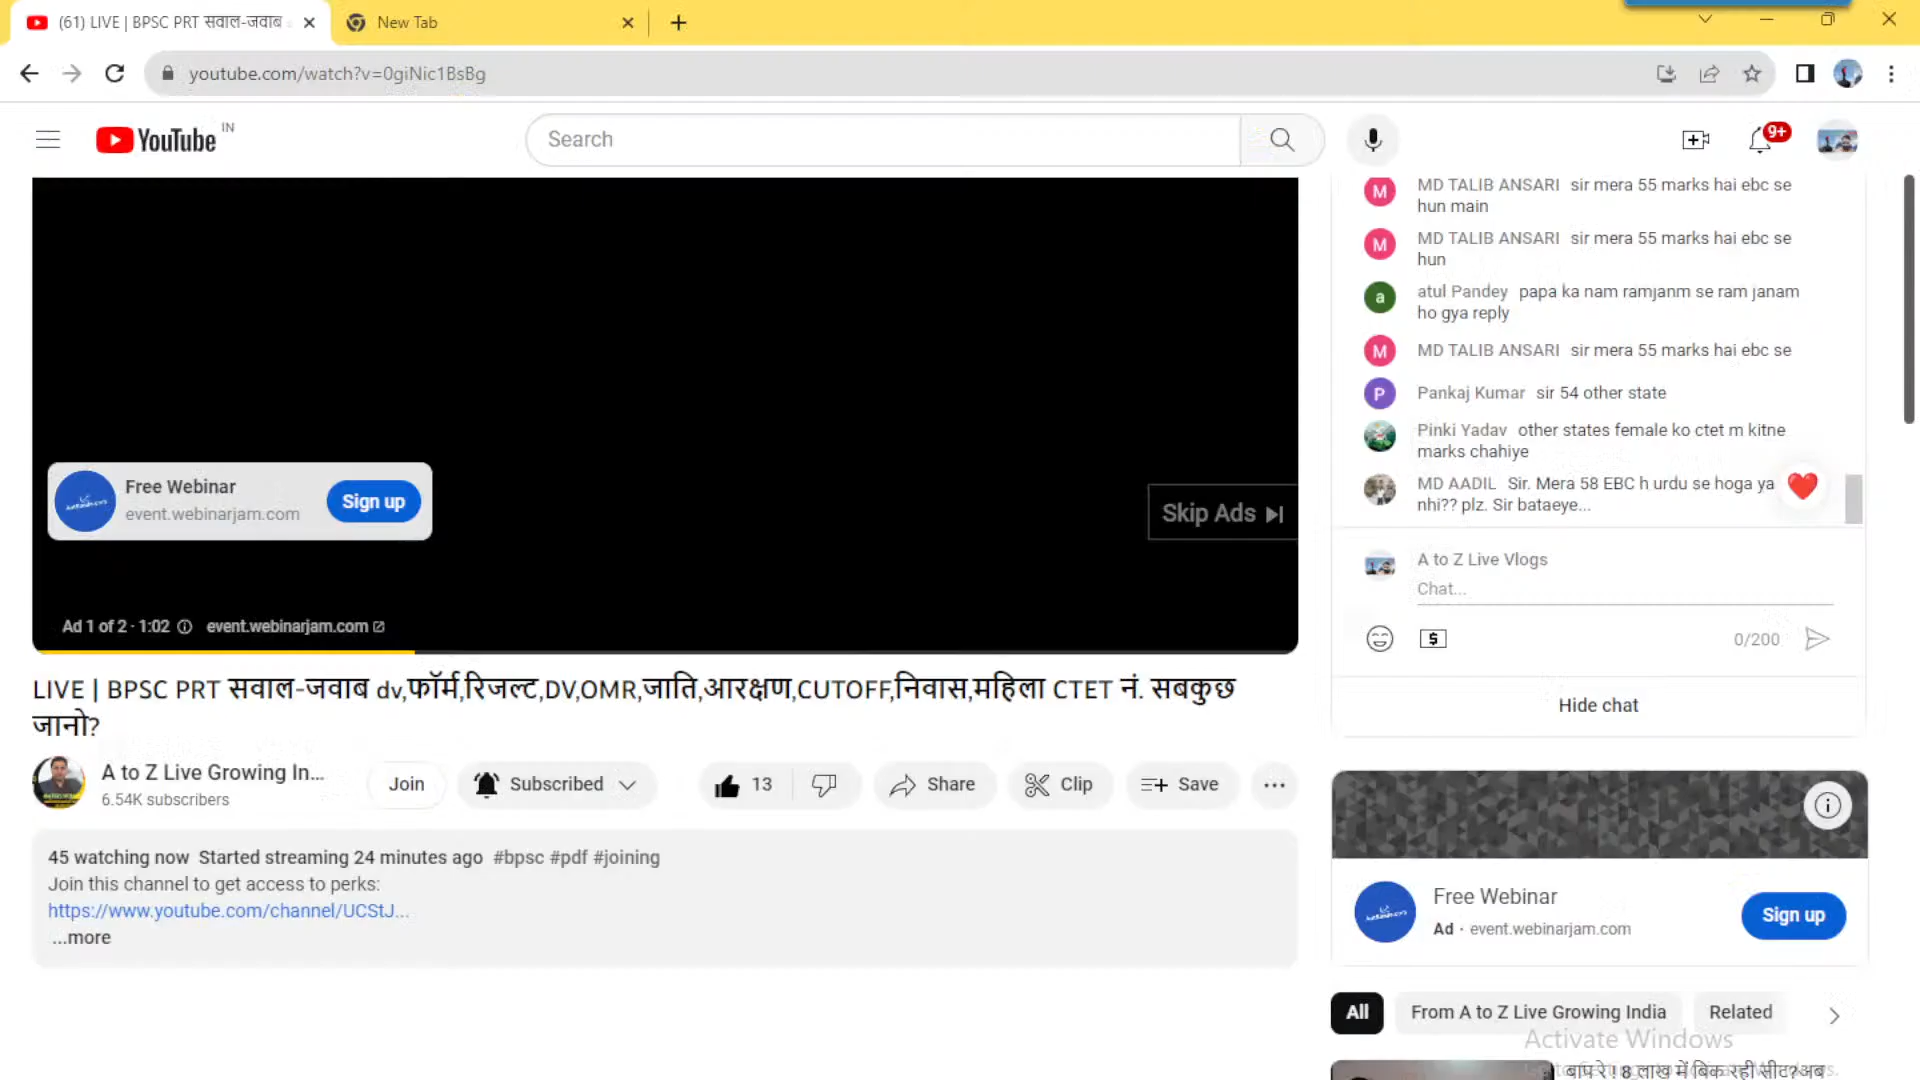 (61) LIVE | BPSC PRT सवाल-जवाब
New Tab
youtube.com/watch?v=0giNic1BsBg
YouTube IN
Search
9+
MD TALIB ANSARI sir mera 55 marks hai ebc se
hun main
MD TALIB ANSARI sir mera 55 marks hai ebc se
hun
atul Pandey papa ka nam ramjanm se ram janam
ho gya reply
MD TALIB ANSARI sir mera 55 marks hai ebc se
Pankaj Kumar sir 54 other state
Pinki Yadav other states female ko ctet m kitne
marks chahiye
MD AADIL Sir. Mera 58 EBC h urdu se hoga ya
nhi?? plz. Sir bataeye...
A to Z Live Vlogs
Chat...
0/200
Hide chat
Free Webinar
event.webinarjam.com
Sign up
Skip Ads
Ad 1 of 2 · 1:02 event.webinarjam.com
LIVE | BPSC PRT सवाल-जवाब dv,फॉर्म,रिजल्ट,DV,OMR,जाति,आरक्षण,CUTOFF,निवास,महिला CTET नं. सबकुछ
जानो?
A to Z Live Growing In...
6.54K subscribers
Join
Subscribed
13
Share
Clip
Save
45 watching now Started streaming 24 minutes ago #bpsc #pdf #joining
Join this channel to get access to perks:
https://www.youtube.com/channel/UCStJ...
...more
Free Webinar
Ad · event.webinarjam.com
Sign up
All
From A to Z Live Growing India
Related
Activate Windows
बाप रे ! 8 लाख में बिक रही सीट?अब